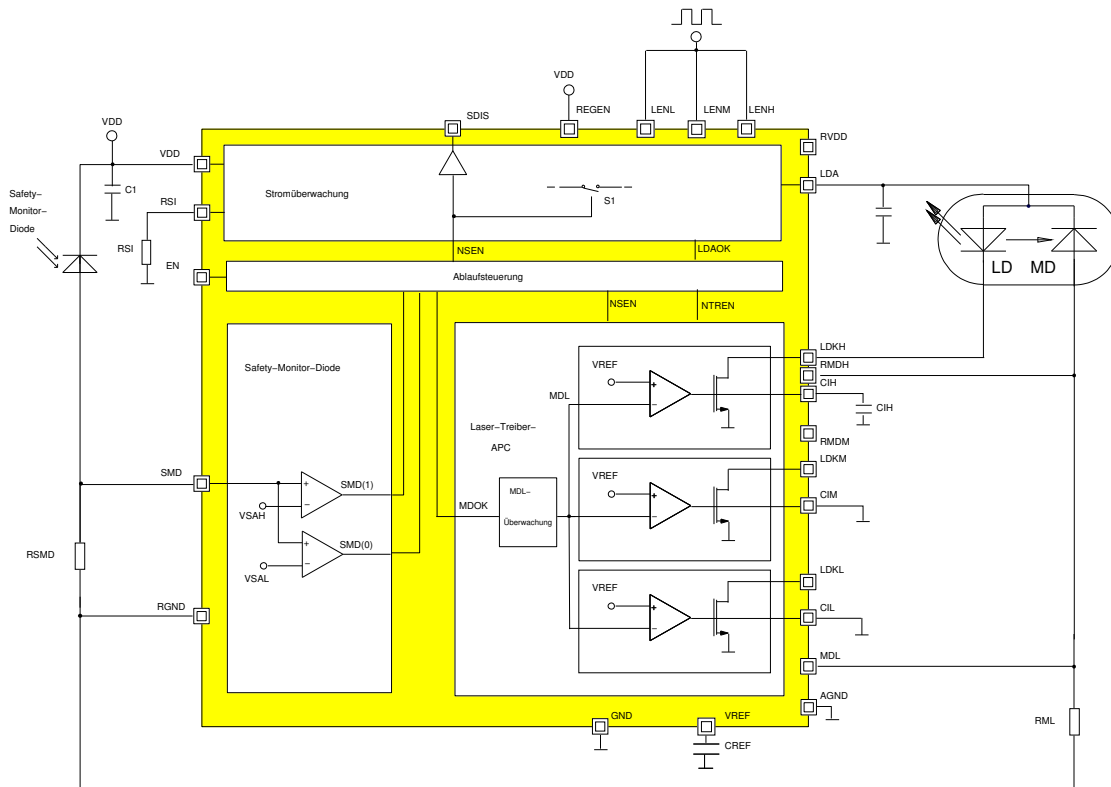 VDD
SDIS
REGEN
LENL
LENM
LENH
VDD
VDD
C1
Safety-
Monitor-
Diode
RSI
RSI
EN
Stromüberwachung
S1
NSEN
LDAOK
Ablaufsteuerung
NSEN
NTREN
RVDD
LDA
LD
MD
Safety-Monitor-Diode
SMD
RSMD
RGND
VSAH
VSAL
+
-
SMD(1)
+
-
SMD(0)
MDOK
Laser-Treiber-
APC
MDL-
Überwachung
MDL
VREF
+
-
VREF
+
-
VREF
+
-
LDKH
RMDH
CIH
CIH
RMDM
LDKM
CIM
LDKL
CIL
MDL
AGND
RML
GND
VREF
CREF